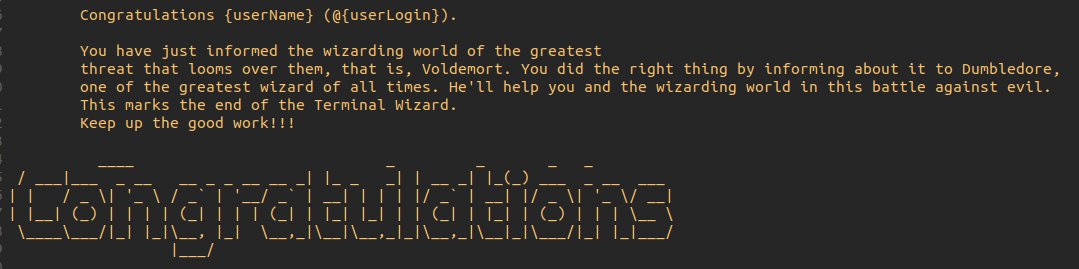 Congratulations {userName} (@{userLogin}).
You have just informed the wizarding world of the greatest
threat that looms over them, that is, Voldemort. You did the right thing by informing about it to Dumbledore,
one of the greatest wizard of all times. He'll help you and the wizarding world in this battle against evil.
This marks the end of the Terminal Wizard.
Keep up the good work!!!
Congratulations